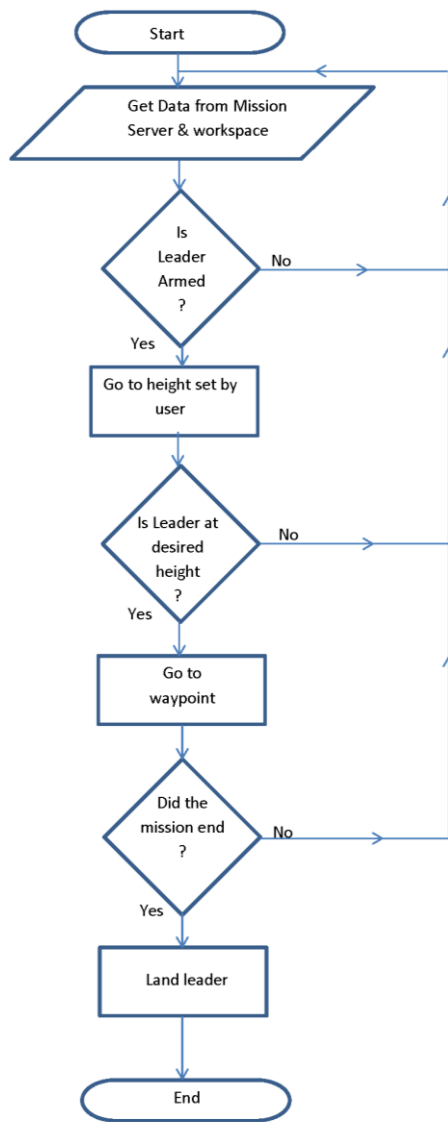 Start
Get Data from Mission
Server & workspace
Is
Leader
Armed
?
No
Yes
Go to height set by
user
Is Leader at
desired
height
?
No
Yes
Go to
waypoint
Did the
mission end
?
No
Yes
Land leader
End